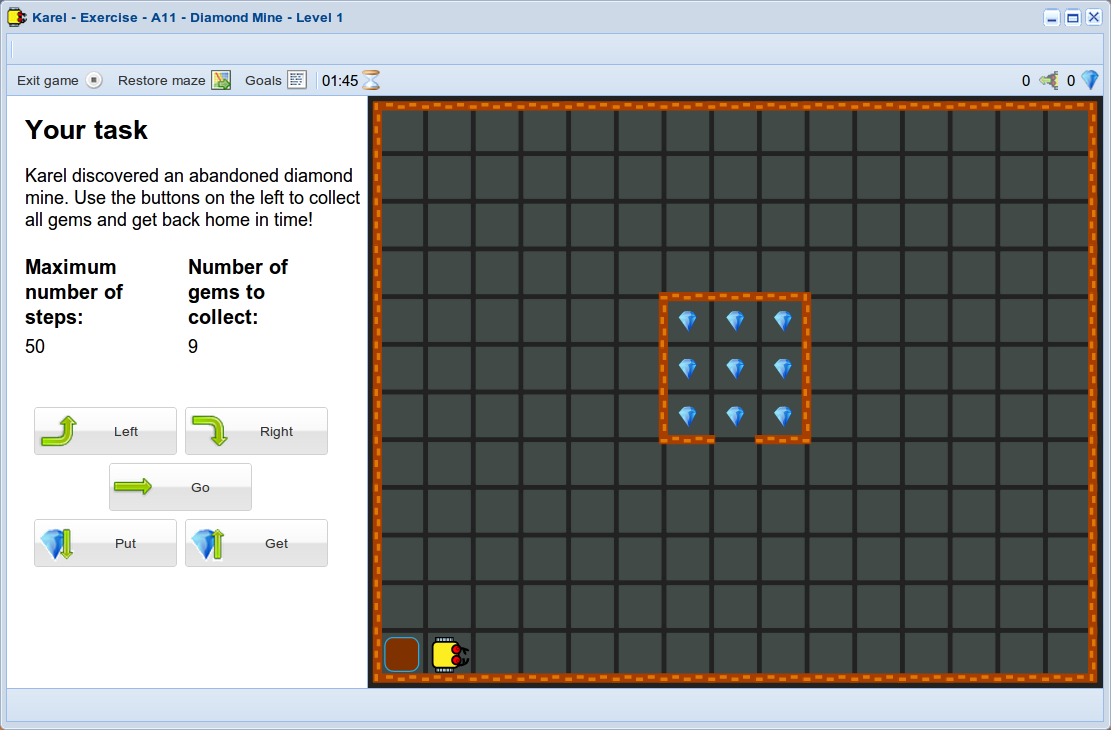 Karel - Exercise - A11 - Diamond Mine - Level 1
Exit game Restore maze Goals 01:45 0 0
Your task
Karel discovered an abandoned diamond
mine. Use the buttons on the left to collect
all gems and get back home in time!
Maximum
number of
steps:
50
Number of
gems to
collect:
9
Left Right
Go
Put Get